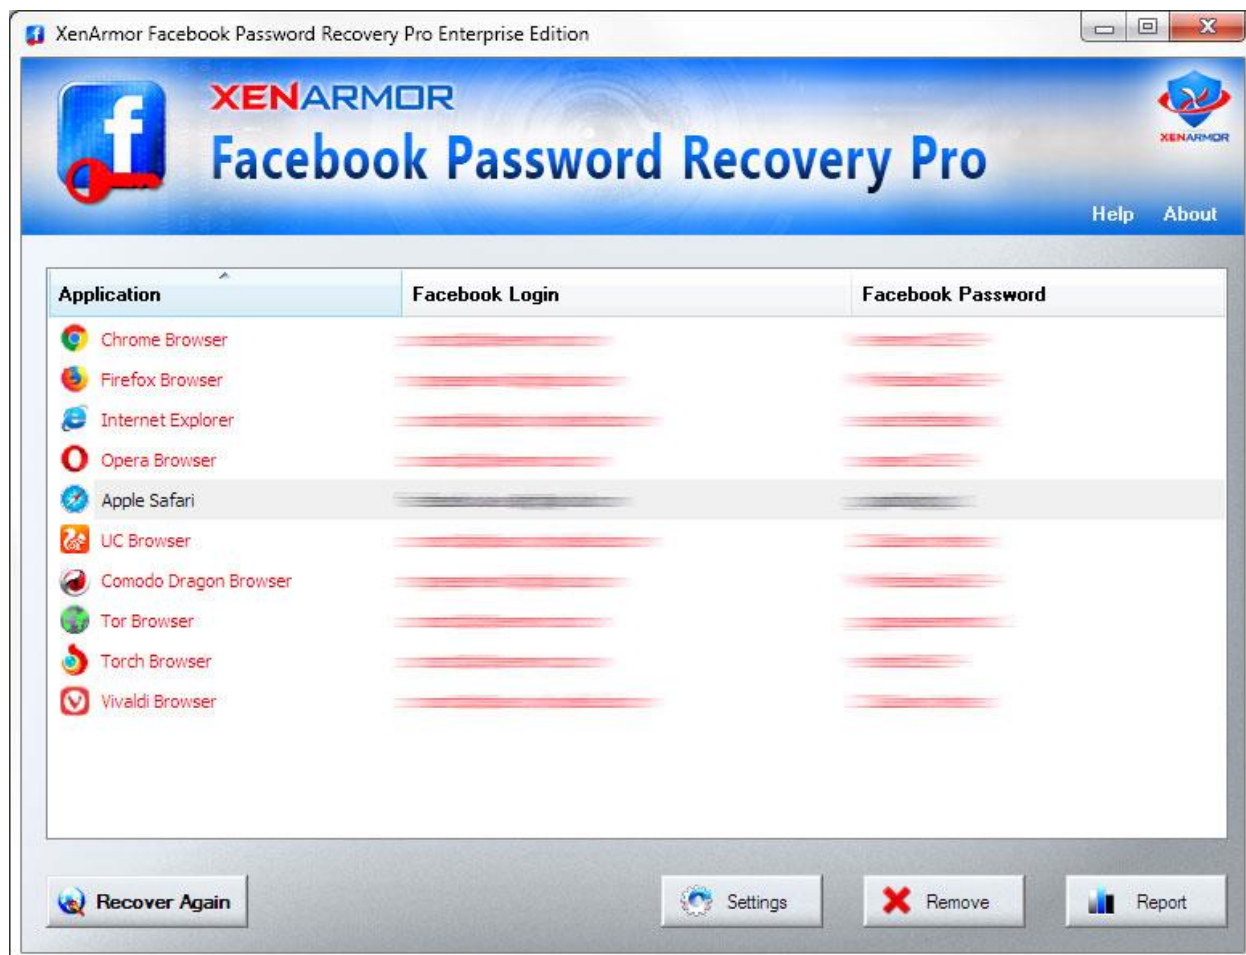 XenArmor Facebook Password Recovery Pro Enterprise Edition
XENARMOR
Facebook Password Recovery Pro
XENARMOR
Help About
Application Facebook Login Facebook Password
Chrome Browser
Firefox Browser
Internet Explorer
Opera Browser
Apple Safari
UC Browser
Comodo Dragon Browser
Tor Browser
Torch Browser
Vivaldi Browser
Recover Again Settings Remove Report